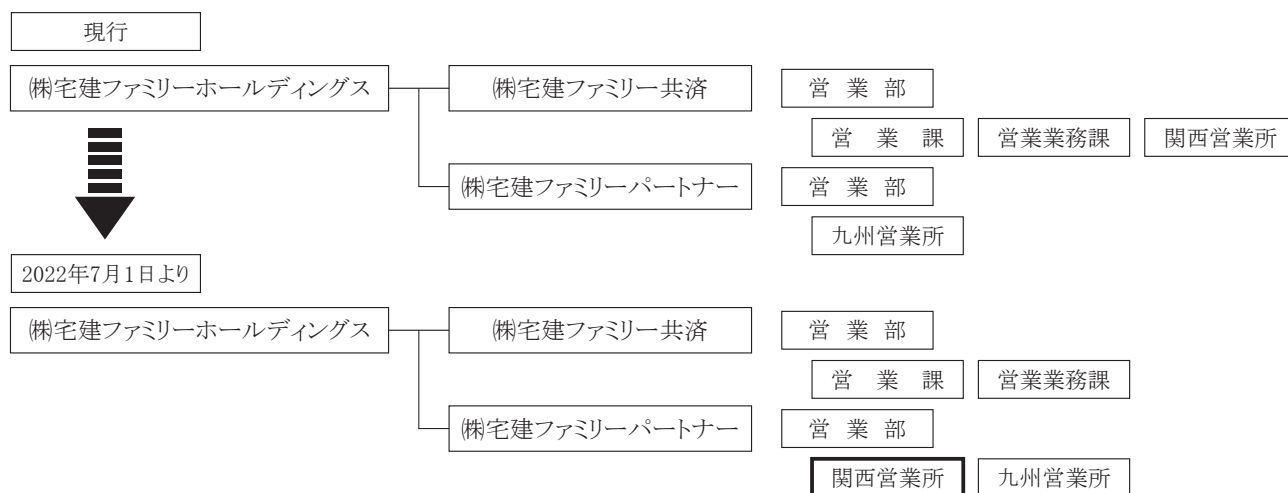 現行
㈱宅建ファミリーホールディングス ㈱宅建ファミリー共済 営業部
営業課 営業業務課 関西営業所
㈱宅建ファミリーパートナー 営業部
九州営業所
2022年7月1日より
㈱宅建ファミリーホールディングス ㈱宅建ファミリー共済 営業部
営業課 営業業務課
㈱宅建ファミリーパートナー 営業部
関西営業所 九州営業所